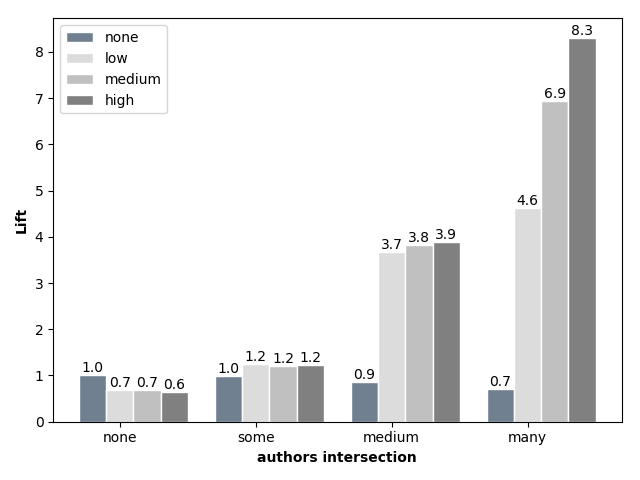 none
low
medium
high
8
7
6
5
4
3
2
1
0
Lift
1.0 0.7 0.7 0.6
1.0 1.2 1.2 1.2
0.9 3.7 3.8 3.9
0.7 4.6 6.9 8.3
none some medium many
authors intersection